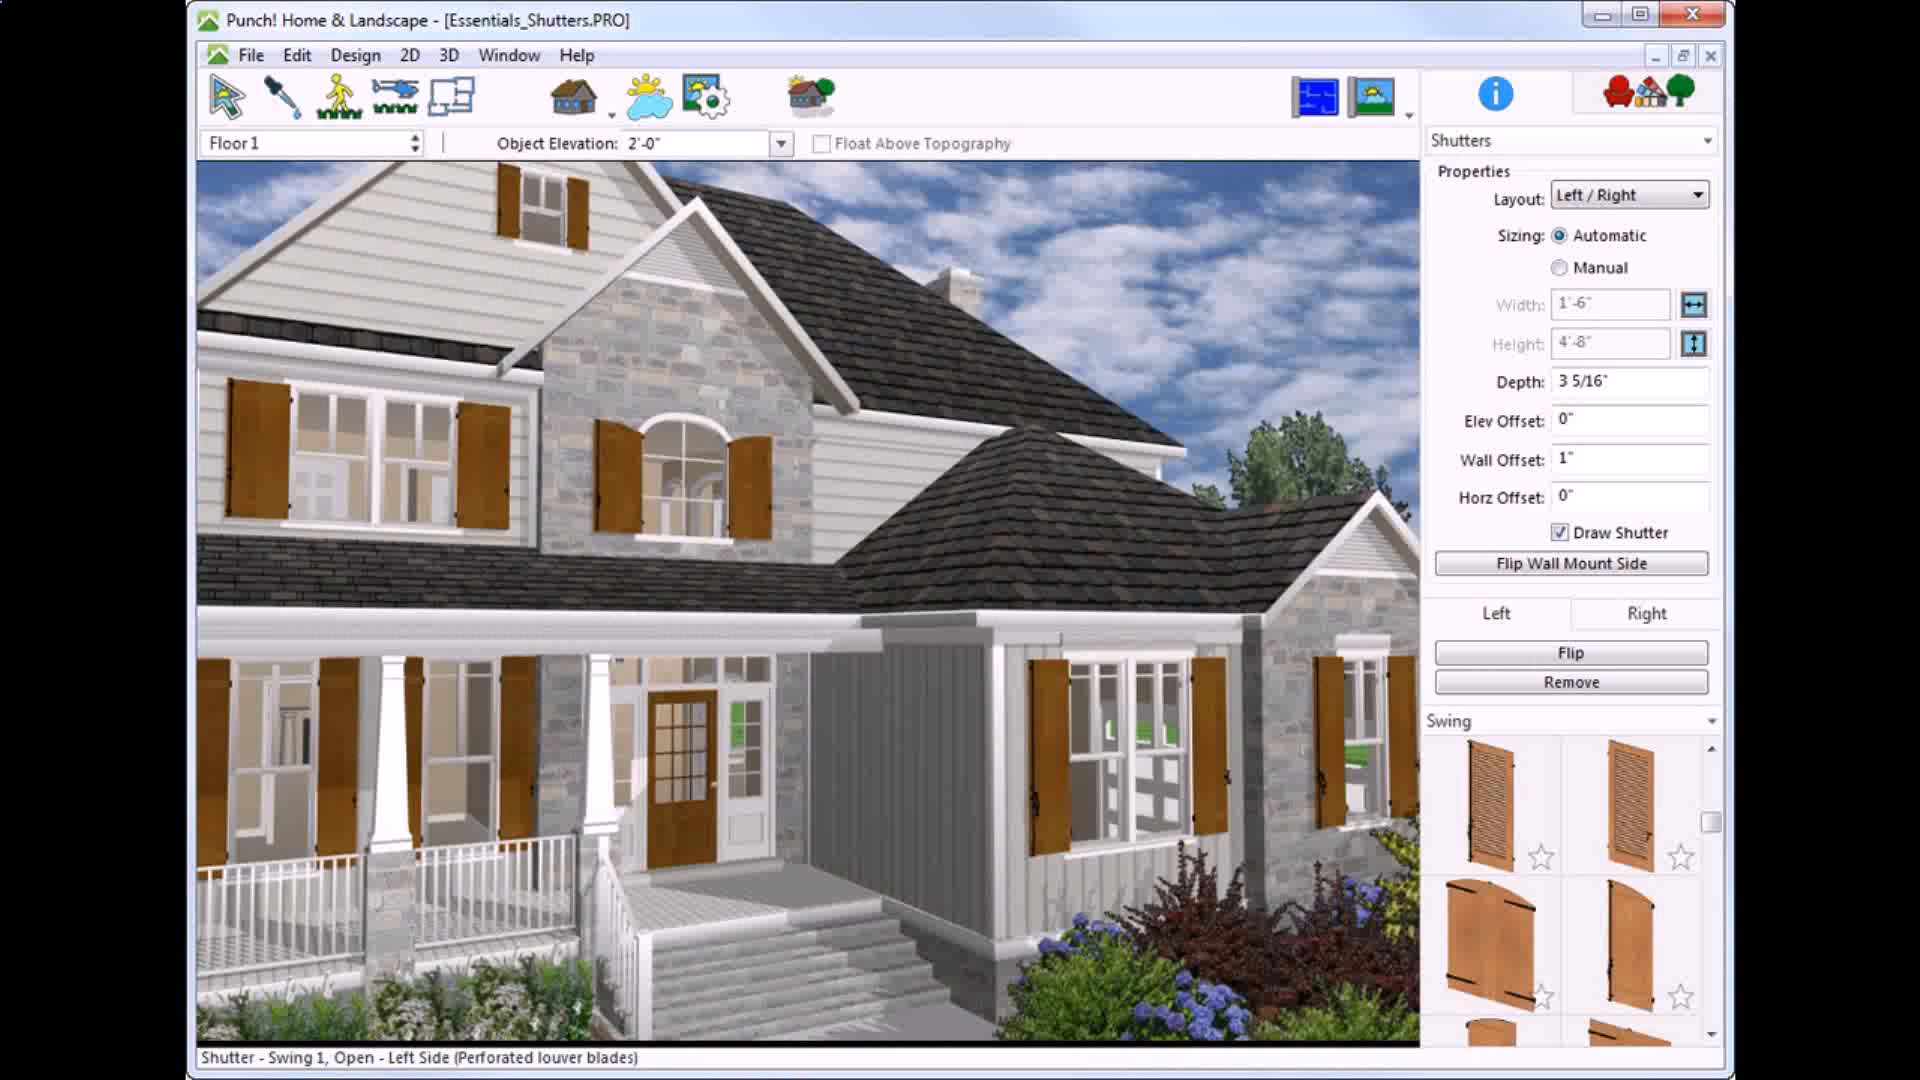 Punch! Home & Landscape - [Essentials_Shutters.PRO]
File Edit Design 2D 3D Window Help
Floor 1 Object Elevation: 2'-0" Float Above Topography
Shutters
Properties
Layout: Left / Right
Sizing: Automatic
Manual
Width: 1'-6"
Height: 4'-8"
Depth: 3 5/16"
Elev Offset: 0"
Wall Offset: 1"
Horz Offset: 0"
Draw Shutter
Flip Wall Mount Side
Left Right
Flip
Remove
Swing
Shutter - Swing 1, Open - Left Side (Perforated louver blades)